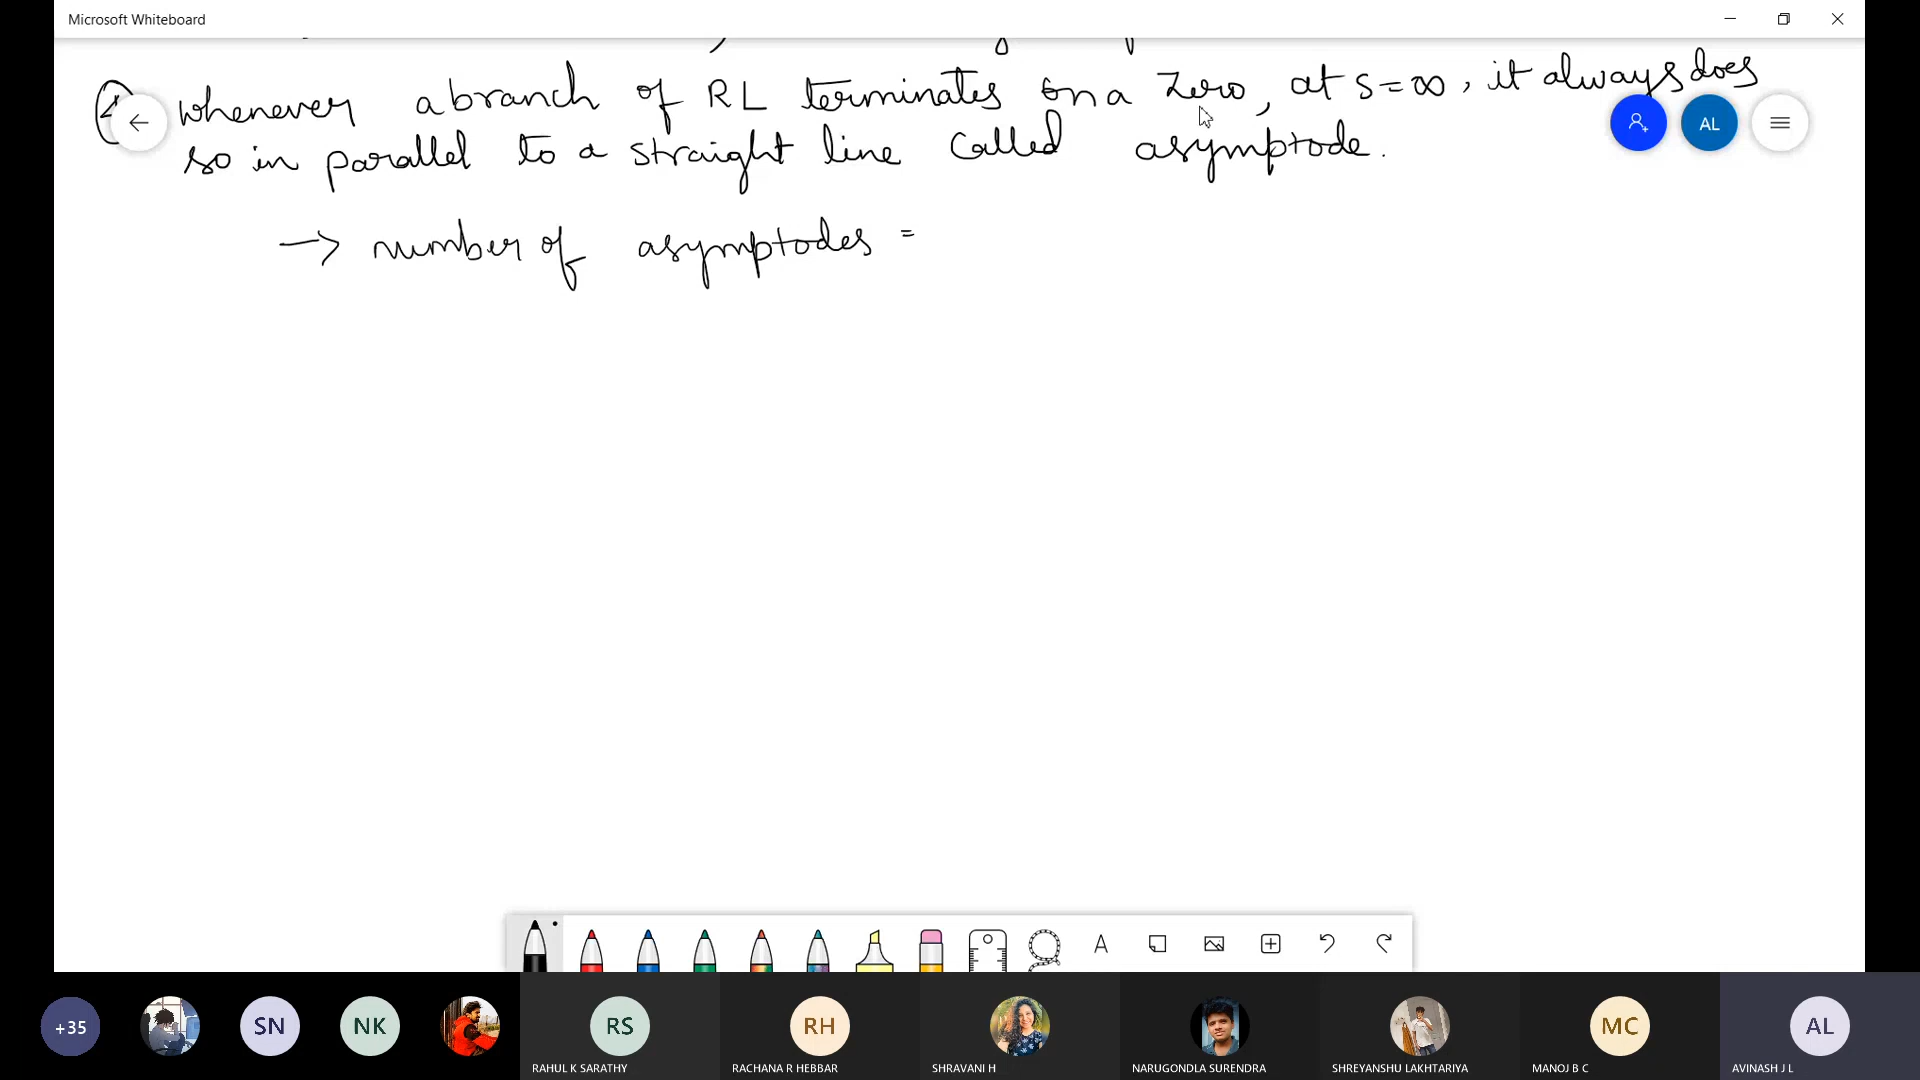 Microsoft Whiteboard
whenever a branch of RL terminates on a zero, at s=∞, it always does
so in parallel to a straight line called asymptode.
→ number of asymptodes =
AL
A
+35
SN
NK
RS
RH
MC
AL
RAHUL K SARATHY
RACHANA R HEBBAR
SHRAVANI H
NARUGONDLA SURENDRA
SHREYANSHU LAKHTARIYA
MANOJ B C
AVINASH J L